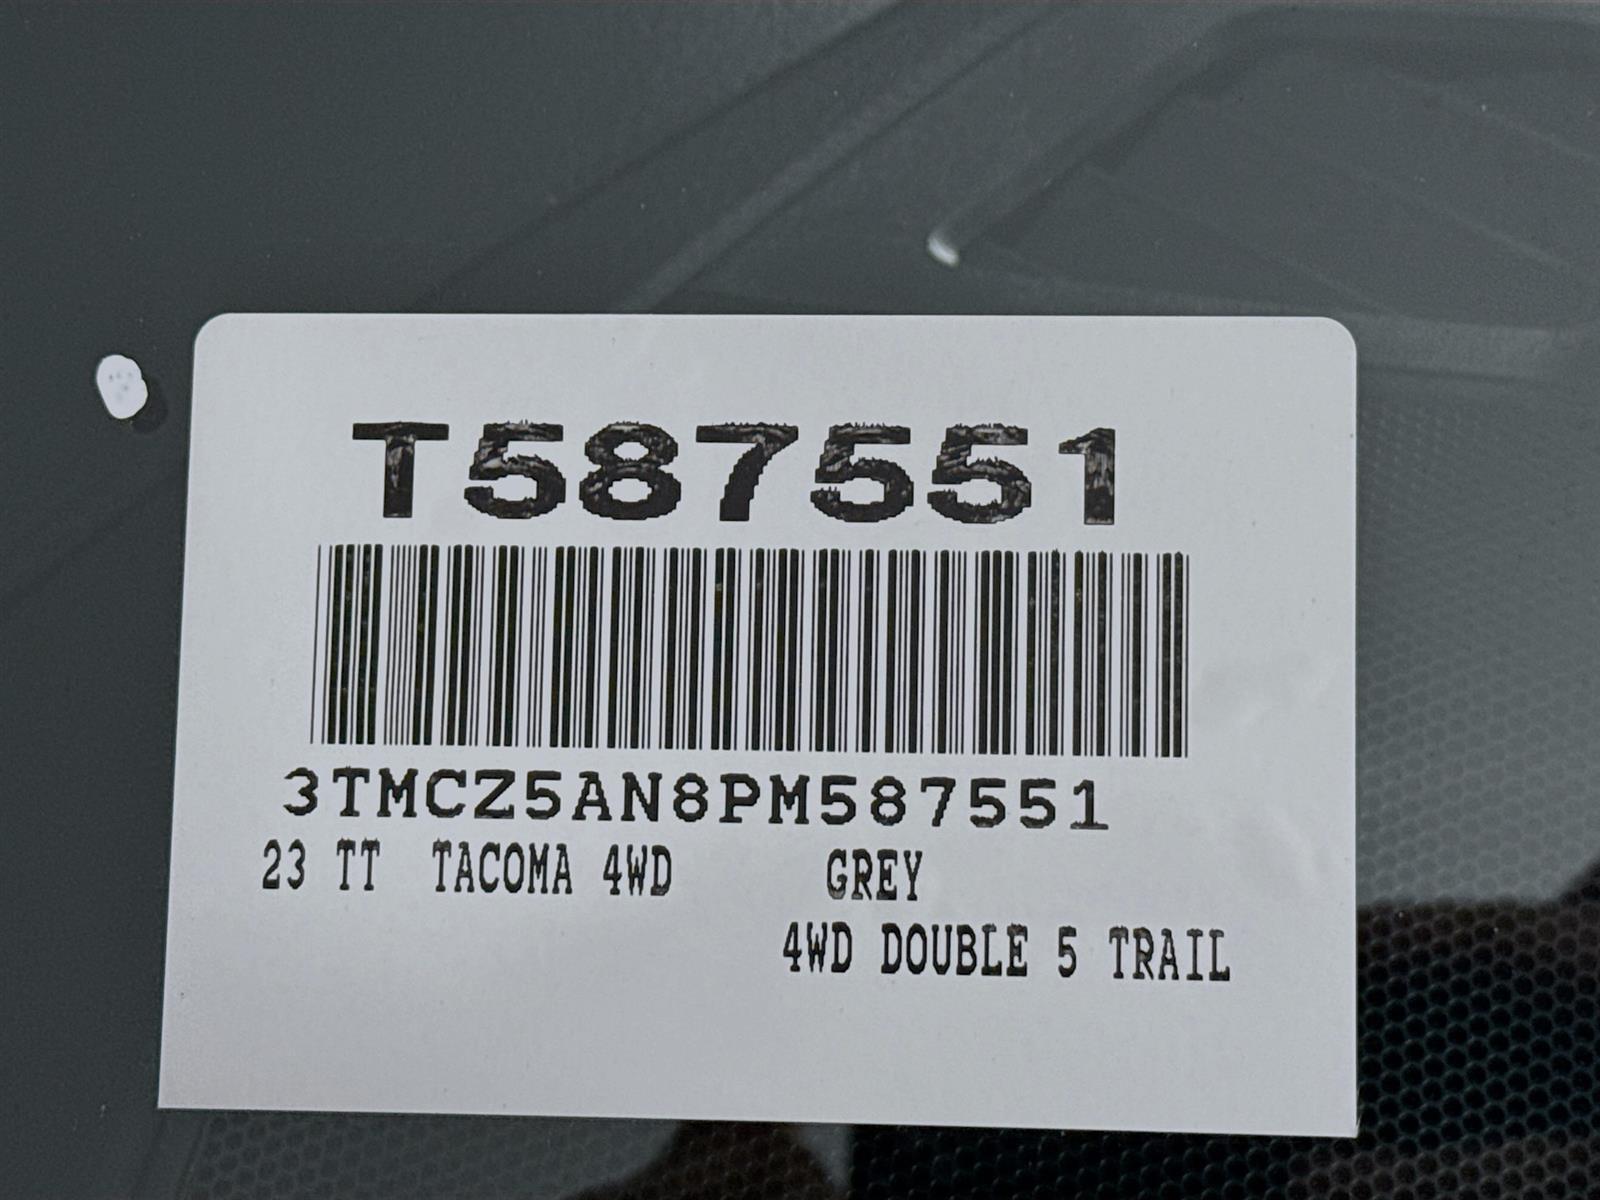 T587551
3TMCZ5AN8PM587551
23 TT TACOMA 4WD GREY
4WD DOUBLE 5 TRAIL